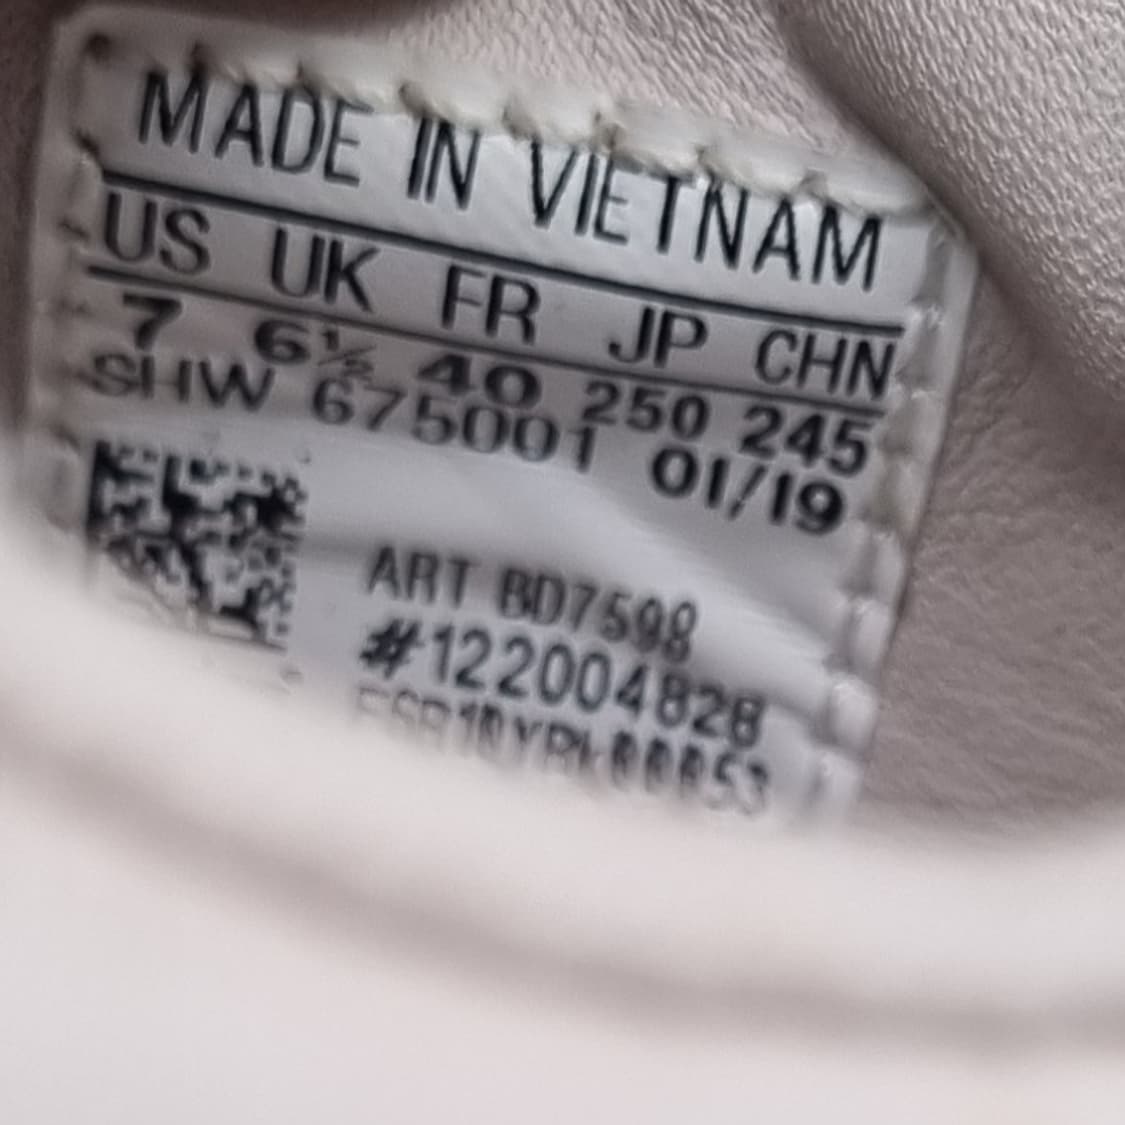 MADE IN VIETNAM
US UK FR JP CHN
7 6½ 40 250 245
SHW 675001 01/19
ART BD7598
#122004828